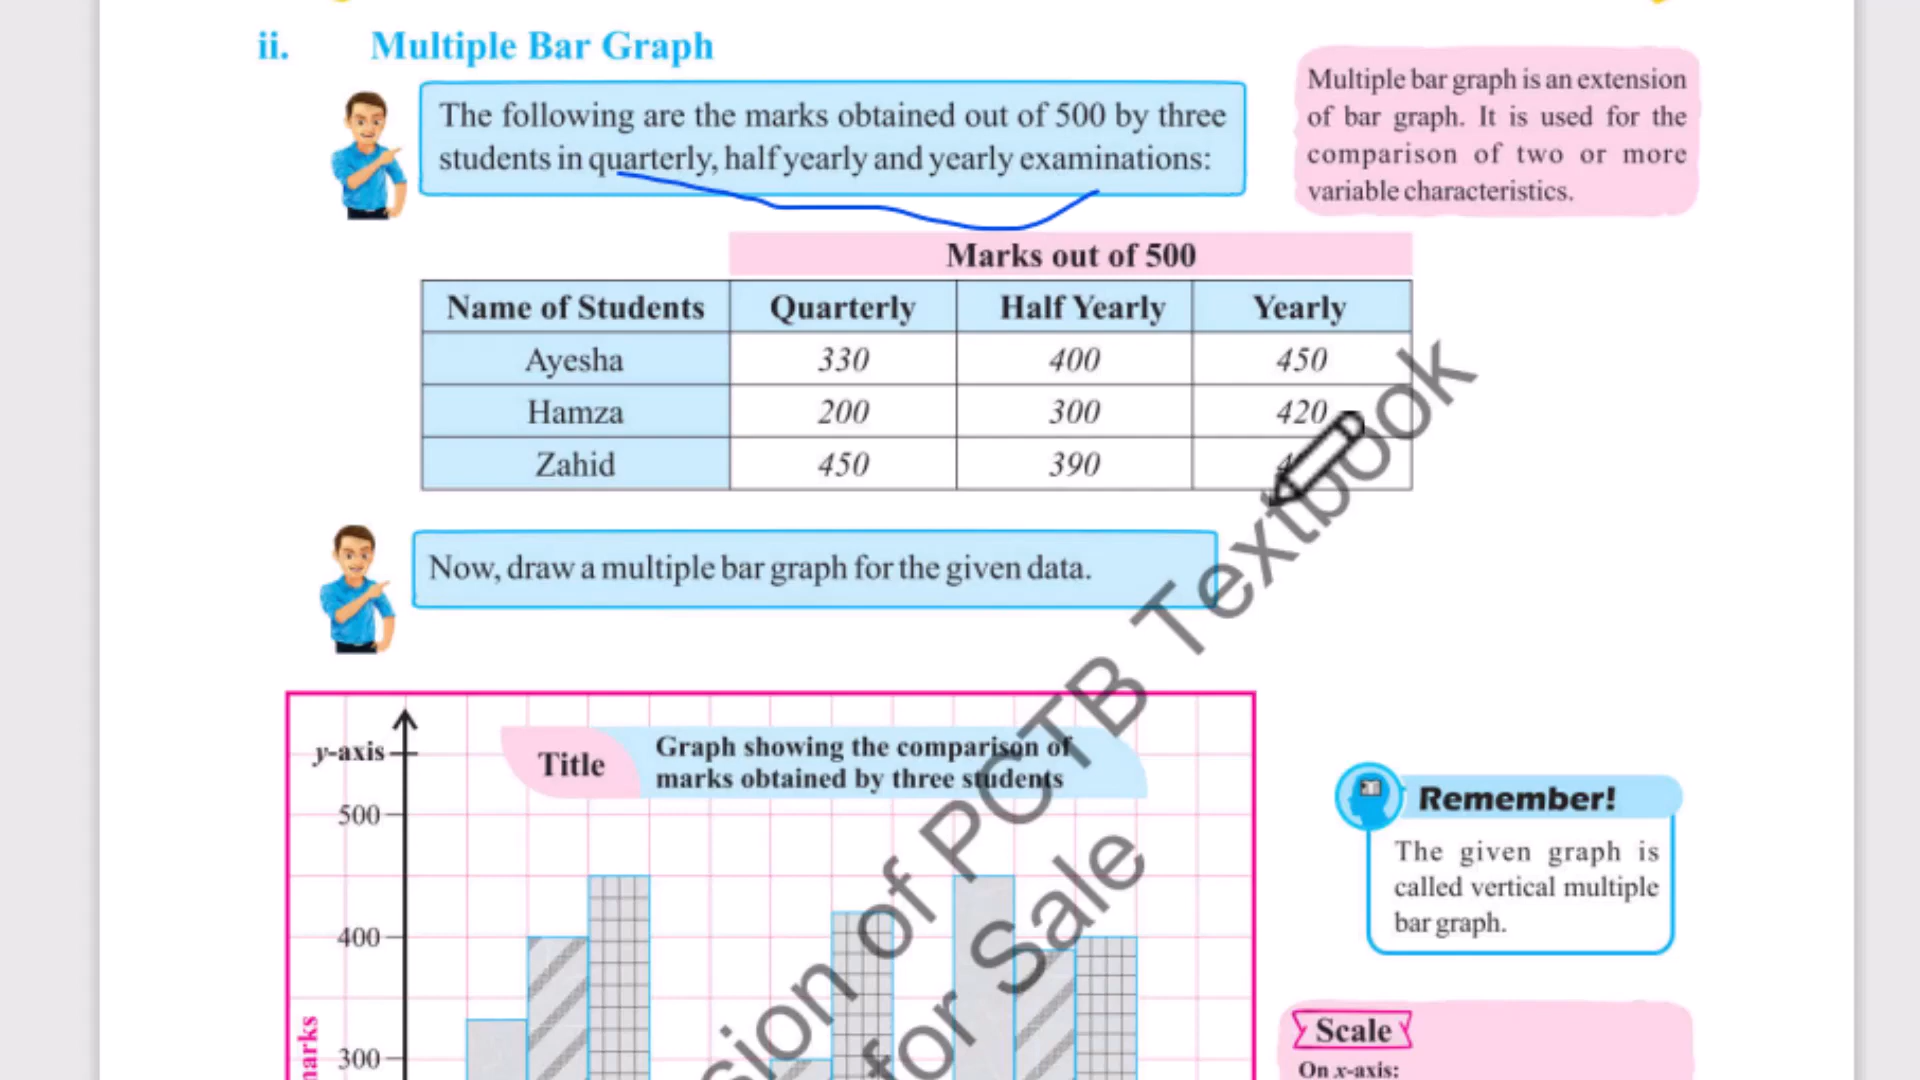 ii. Multiple Bar Graph
The following are the marks obtained out of 500 by three
students in quarterly, half yearly and yearly examinations:
Multiple bar graph is an extension
of bar graph. It is used for the
comparison of two or more
variable characteristics.
Marks out of 500
Name of Students Quarterly Half Yearly Yearly
Ayesha 330 400 450
Hamza 200 300 420
Zahid 450 390
Now, draw a multiple bar graph for the given data.
y-axis
Title
Graph showing the comparison of
marks obtained by three students
500
400
300
Remember!
The given graph is
called vertical multiple
bar graph.
Scale
On x-axis:
of PCTB Textbook
for Sale